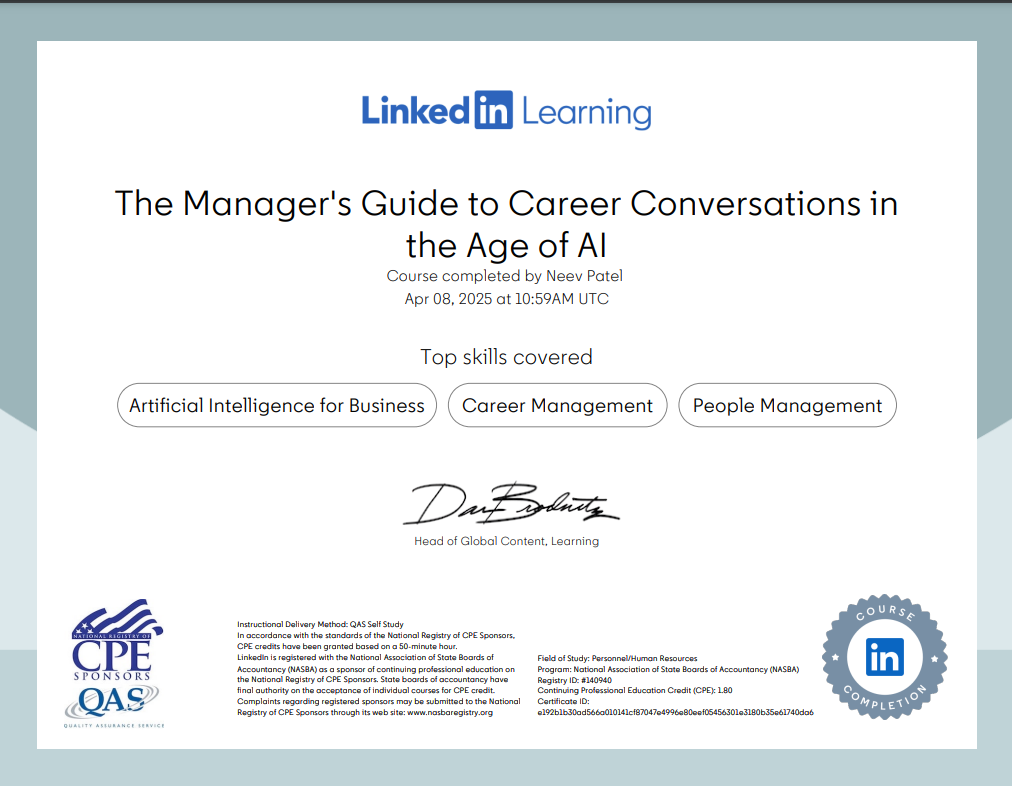 Linked in Learning
The Manager's Guide to Career Conversations in
the Age of AI
Course completed by Neev Patel
Apr 08, 2025 at 10:59AM UTC
Top skills covered
Artificial Intelligence for Business
Career Management
People Management
Dan Brodnitz
Head of Global Content, Learning
NATIONAL REGISTRY OF
CPE
SPONSORS
QAS
QUALITY ASSURANCE SERVICE
Instructional Delivery Method: QAS Self Study
In accordance with the standards of the National Registry of CPE Sponsors,
CPE credits have been granted based on a 50-minute hour.
LinkedIn is registered with the National Association of State Boards of
Accountancy (NASBA) as a sponsor of continuing professional education on
the National Registry of CPE Sponsors. State boards of accountancy have
final authority on the acceptance of individual courses for CPE credit.
Complaints regarding registered sponsors may be submitted to the National
Registry of CPE Sponsors through its web site: www.nasbaregistry.org
Field of Study: Personnel/Human Resources
Program: National Association of State Boards of Accountancy (NASBA)
Registry ID: #140940
Continuing Professional Education Credit (CPE): 1.80
Certificate ID:
e192b1b30ad566a010141cf87047e4996e80eef05456301e3180b35e61740da6
COURSE
in
COMPLETION